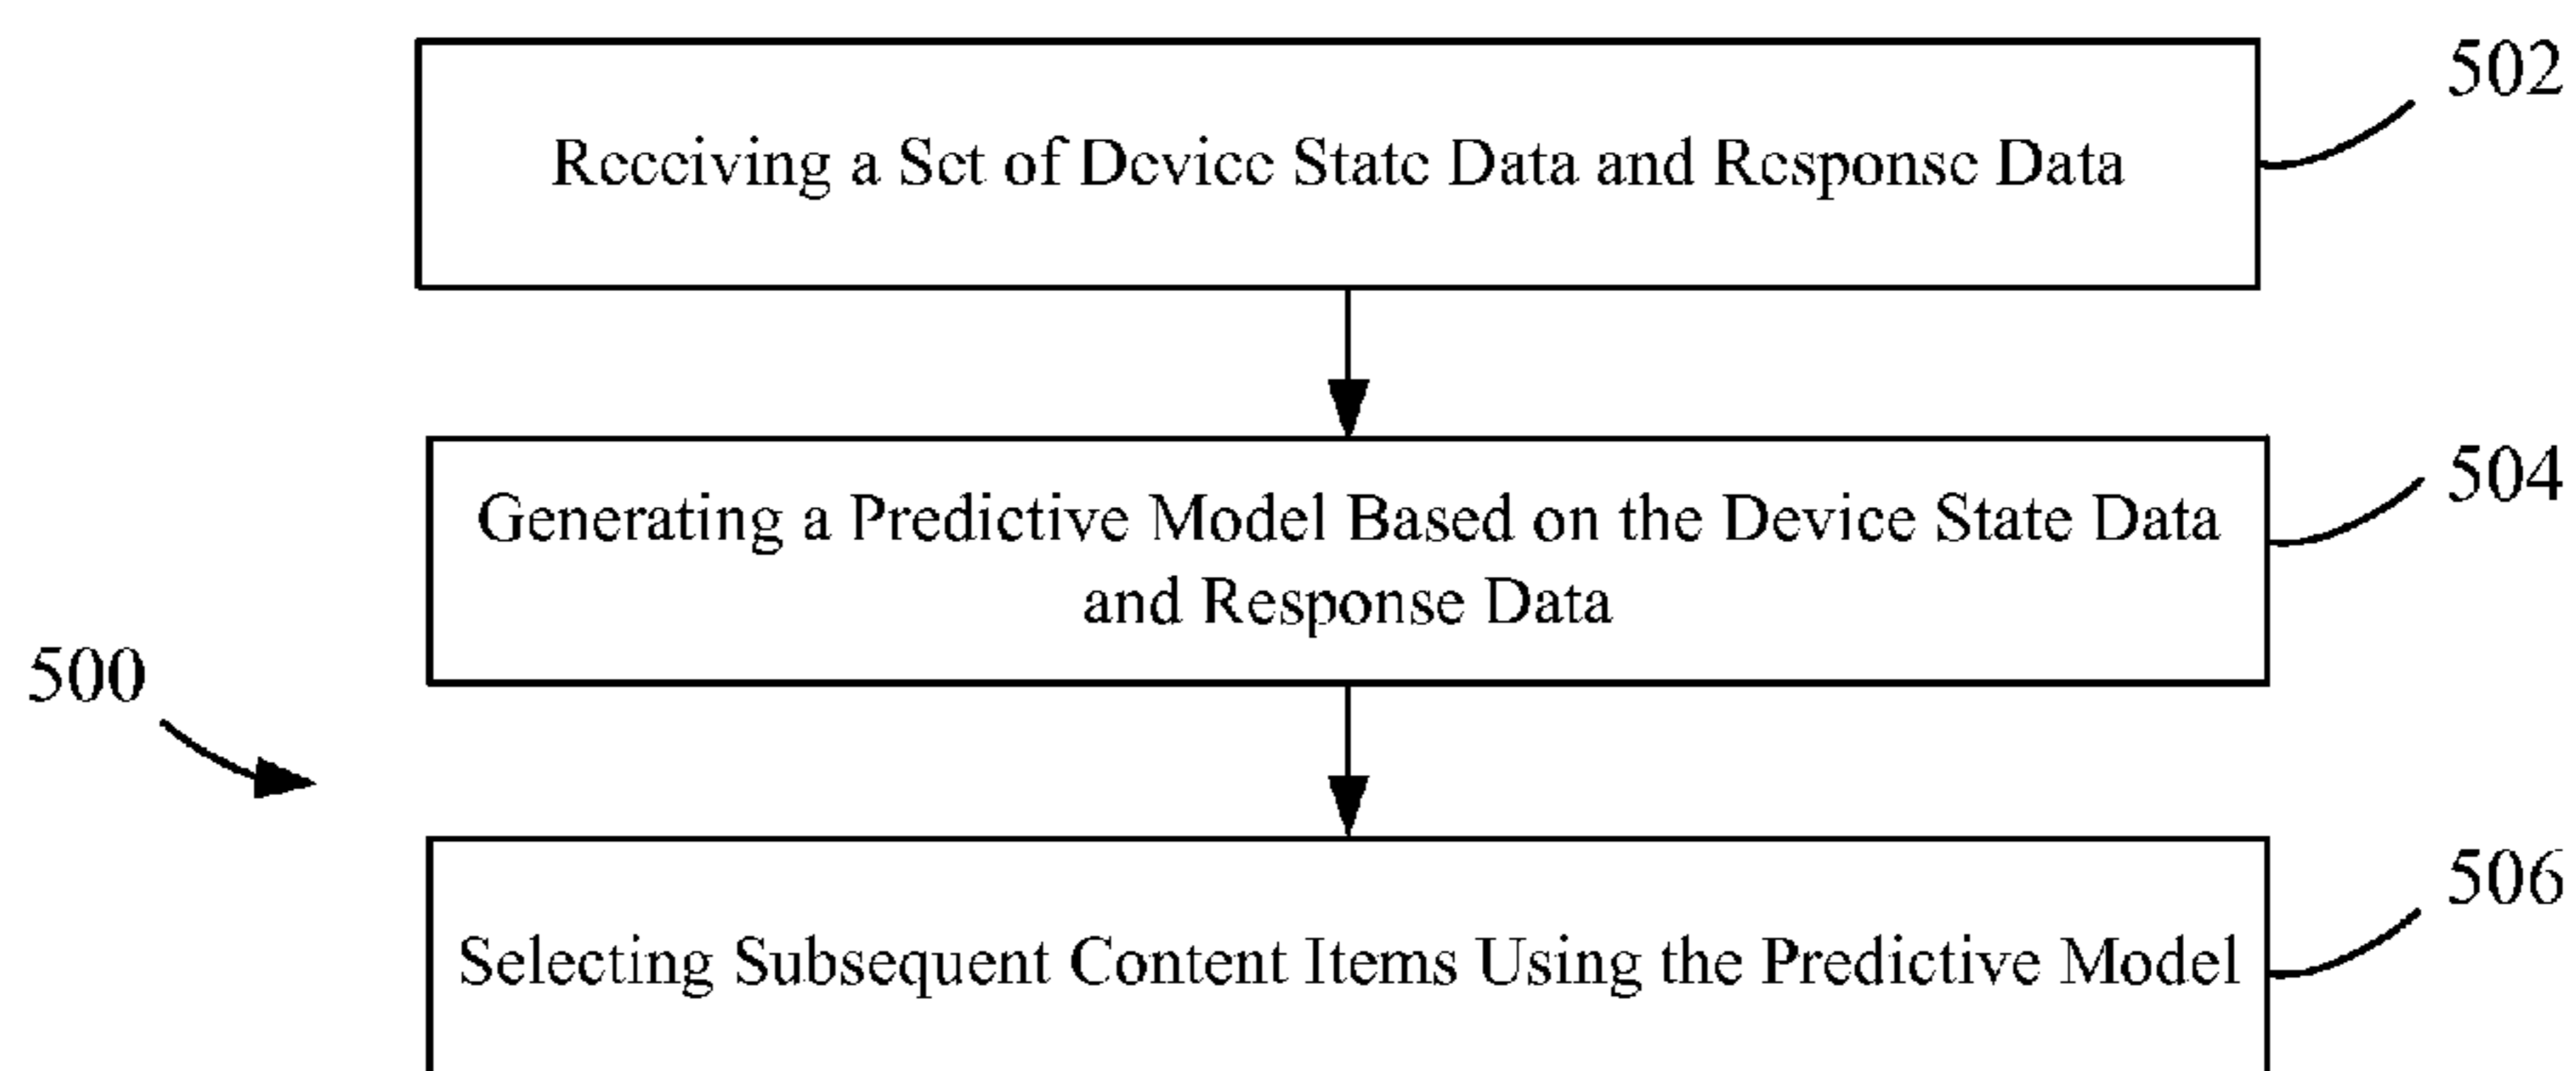 502
Receiving a Set of Device State Data and Response Data
504
Generating a Predictive Model Based on the Device State Data
and Response Data
500
506
Selecting Subsequent Content Items Using the Predictive Model